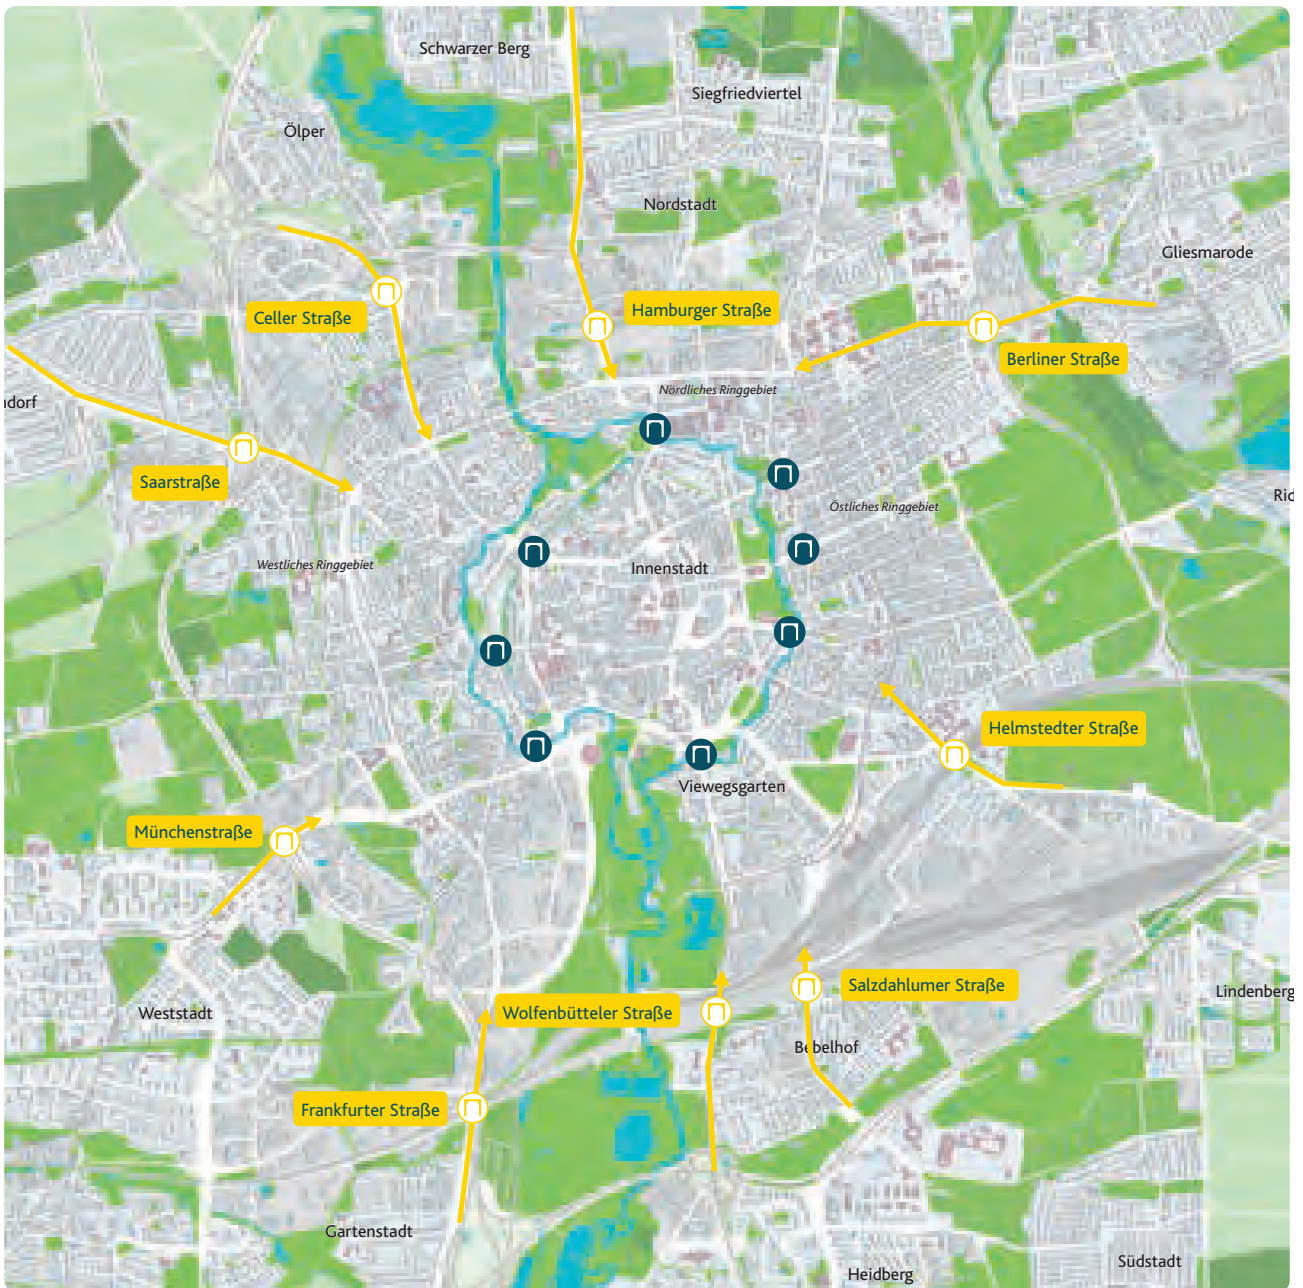 Schwarzer Berg
Siegfriedviertel
Ölper
Nordstadt
Gliesmarode
Hamburger Straße
Celler Straße
Berliner Straße
Nördliches Ringgebiet
ndorf
Saarstraße
Rid
Östliches Ringgebiet
Westliches Ringgebiet
Innenstadt
Helmstedter Straße
Viewegsgarten
Münchenstraße
Salzdahlumer Straße
Lindenberg
Weststadt
Wolfenbütteler Straße
Bebelhof
Frankfurter Straße
Gartenstadt
Südstadt
Heidberg